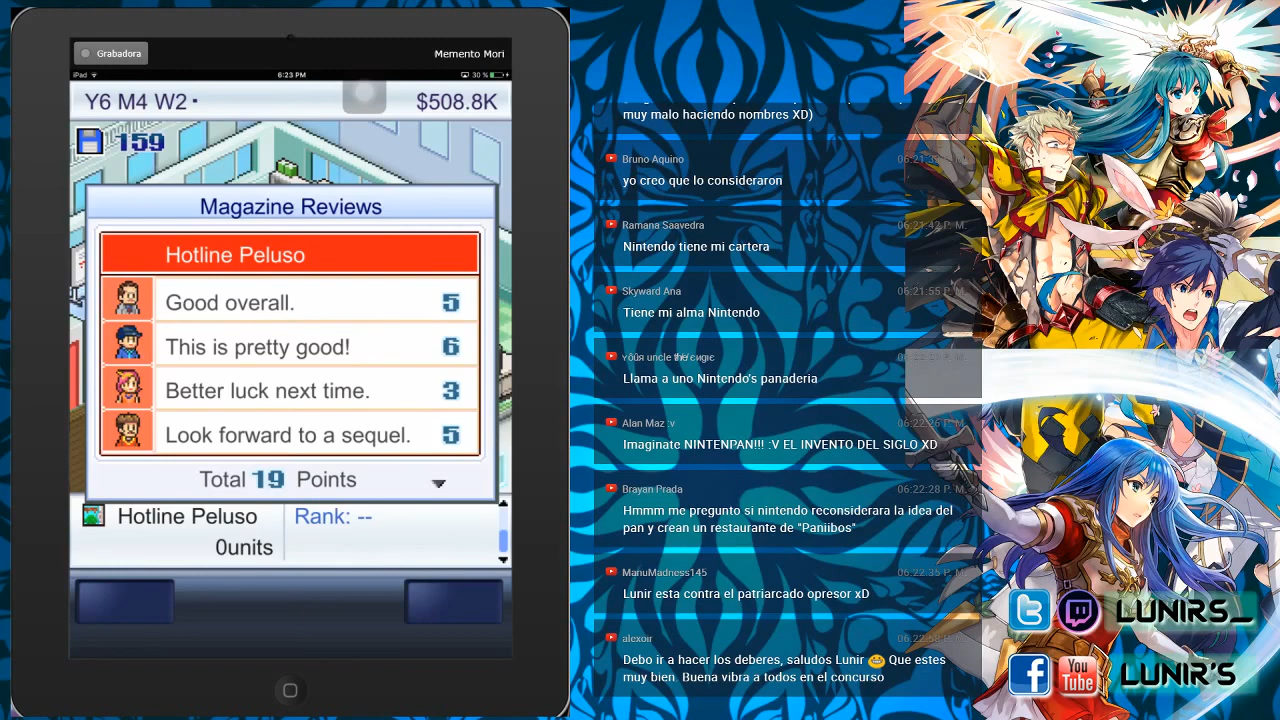 Grabadora
Memento Mori
iPad
6:23 PM
30 %
Y6 M4 W2
$508.8K
159
Magazine Reviews
Hotline Peluso
Good overall. 5
This is pretty good! 6
Better luck next time. 3
Look forward to a sequel. 5
Total 19 Points
Hotline Peluso
Rank: --
0units
muy malo haciendo nombres XD)
Bruno Aquino
yo creo que lo consideraron
Ramana Saavedra 06:21:42 P. M.
Nintendo tiene mi cartera
Skyward Ana 06:21:55 P. M.
Tiene mi alma Nintendo
uncle the
Llama a uno Nintendo's panaderia
Alan Maz :v 06:22:26 P. M.
Imaginate NINTENPAN!!! :V EL INVENTO DEL SIGLO XD
Brayan Prada 06:22:28 P. M.
Hmmm me pregunto si nintendo reconsiderara la idea del
pan y crean un restaurante de "Paniibos"
ManuMadness145 06:22:35 P. M.
Lunir esta contra el patriarcado opresor xD
alexoir 06:22:58 P. M.
Debo ir a hacer los deberes, saludos Lunir 😁 Que estes
muy bien. Buena vibra a todos en el concurso
LUNIRS_
You
Tube
LUNIR'S